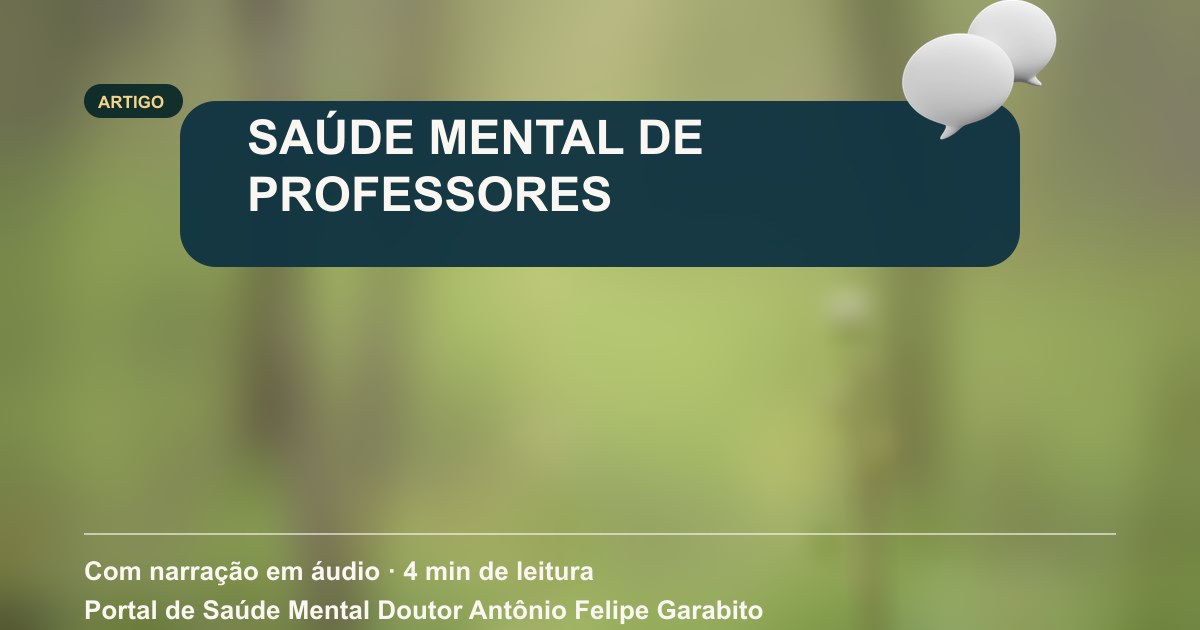 ARTIGO
SAÚDE MENTAL DE
PROFESSORES
Com narração em áudio · 4 min de leitura
Portal de Saúde Mental Doutor Antônio Felipe Garabito